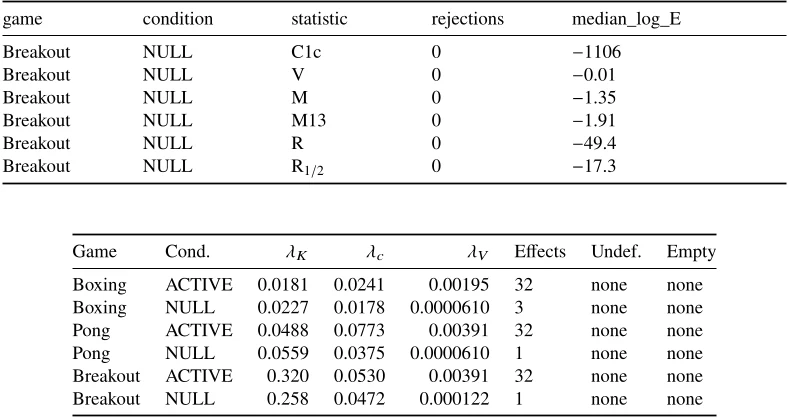 game condition statistic rejections median_log_E
Breakout NULL C1c 0 −1106
Breakout NULL V 0 −0.01
Breakout NULL M 0 −1.35
Breakout NULL M13 0 −1.91
Breakout NULL R 0 −49.4
Breakout NULL R1/2 0 −17.3
Game Cond. λK λc λV Effects Undef. Empty
Boxing ACTIVE 0.0181 0.0241 0.00195 32 none none
Boxing NULL 0.0227 0.0178 0.0000610 3 none none
Pong ACTIVE 0.0488 0.0773 0.00391 32 none none
Pong NULL 0.0559 0.0375 0.0000610 1 none none
Breakout ACTIVE 0.320 0.0530 0.00391 32 none none
Breakout NULL 0.258 0.0472 0.000122 1 none none